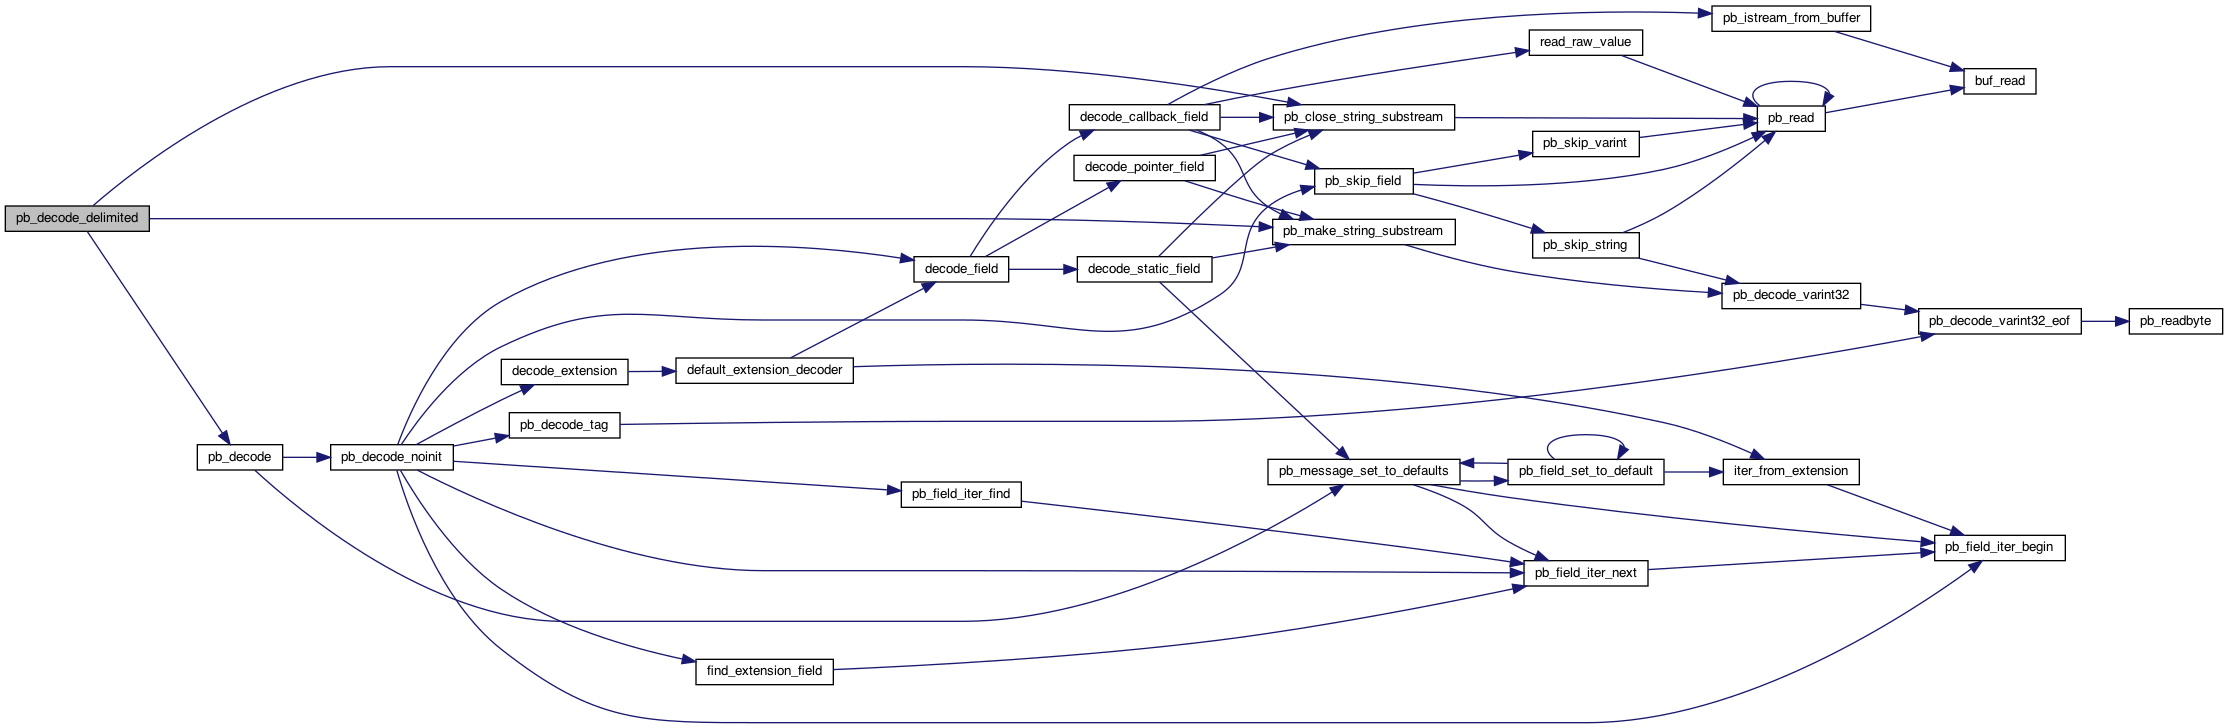 pb_decode_delimited
pb_decode
pb_decode_noinit
decode_extension
pb_decode_tag
default_extension_decoder
find_extension_field
decode_field
pb_field_iter_find
decode_callback_field
decode_pointer_field
decode_static_field
pb_close_string_substream
pb_skip_field
pb_make_string_substream
pb_message_set_to_defaults
read_raw_value
pb_skip_varint
pb_skip_string
pb_field_set_to_default
pb_field_iter_next
pb_istream_from_buffer
pb_read
pb_decode_varint32
iter_from_extension
buf_read
pb_decode_varint32_eof
pb_field_iter_begin
pb_readbyte